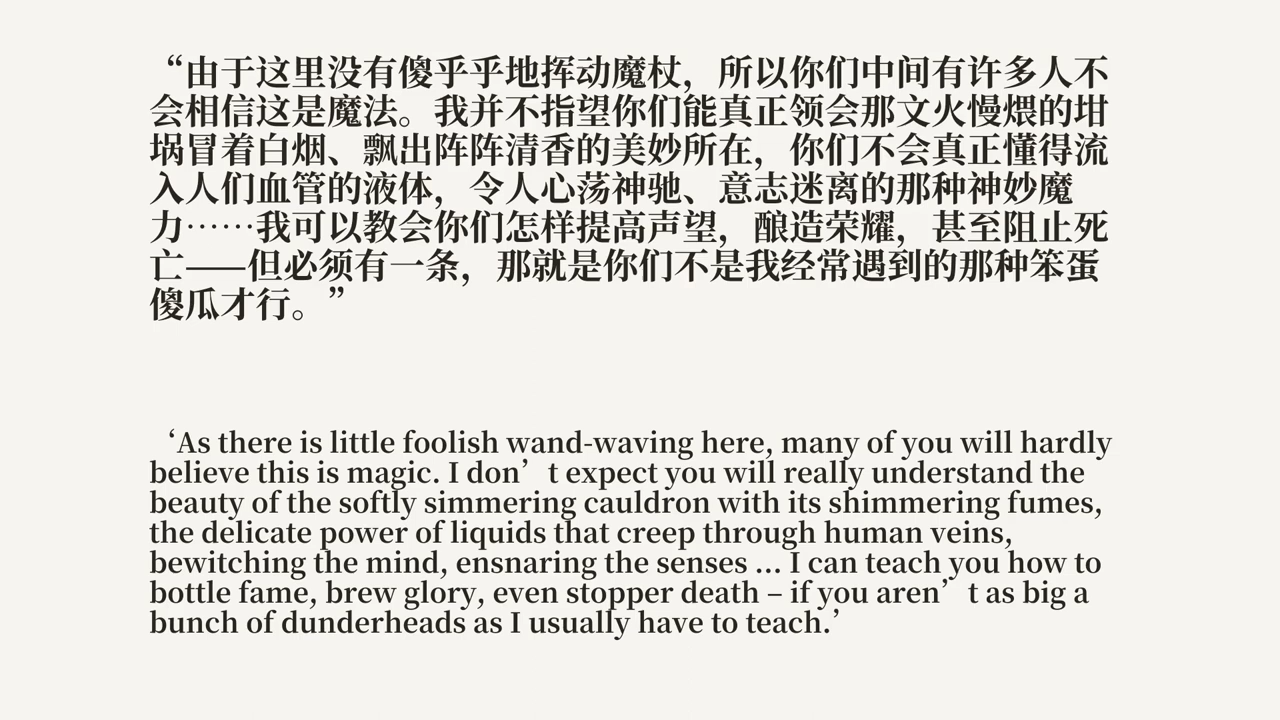 “由于这里没有傻乎乎地挥动魔杖，所以你们中间有许多人不
会相信这是魔法。我并不指望你们能真正领会那文火慢煨的坩
埚冒着白烟、飘出阵阵清香的美妙所在，你们不会真正懂得流
入人们血管的液体，令人心荡神驰、意志迷离的那种神妙魔
力……我可以教会你们怎样提高声望，酿造荣耀，甚至阻止死
亡——但必须有一条，那就是你们不是我经常遇到的那种笨蛋
傻瓜才行。”
‘As there is little foolish wand-waving here, many of you will hardly
believe this is magic. I don’t expect you will really understand the
beauty of the softly simmering cauldron with its shimmering fumes,
the delicate power of liquids that creep through human veins,
bewitching the mind, ensnaring the senses ... I can teach you how to
bottle fame, brew glory, even stopper death – if you aren’t as big a
bunch of dunderheads as I usually have to teach.’